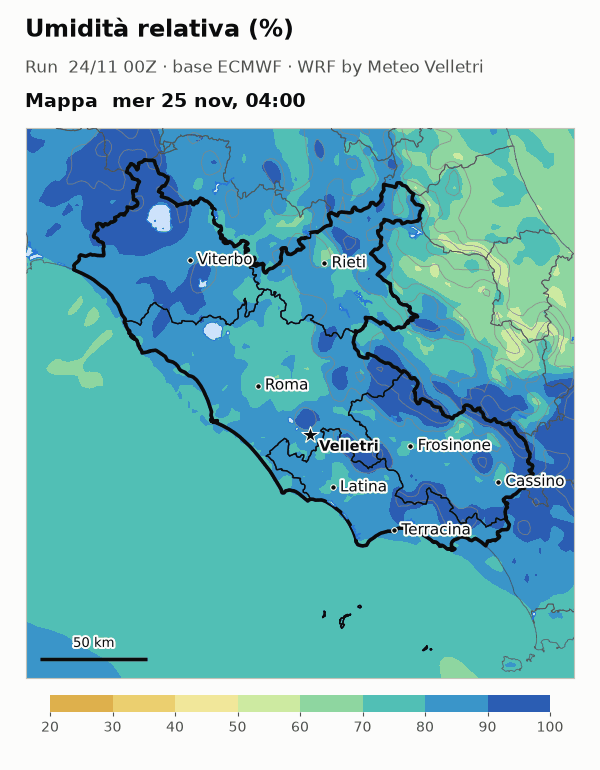 Umidità relativa (%)
Run  24/11 00Z · base ECMWF · WRF by Meteo Velletri
Mappa  mer 25 nov, 04:00
Viterbo
Rieti
Roma
Velletri
Frosinone
Cassino
Latina
Terracina
50 km
20 30 40 50 60 70 80 90 100